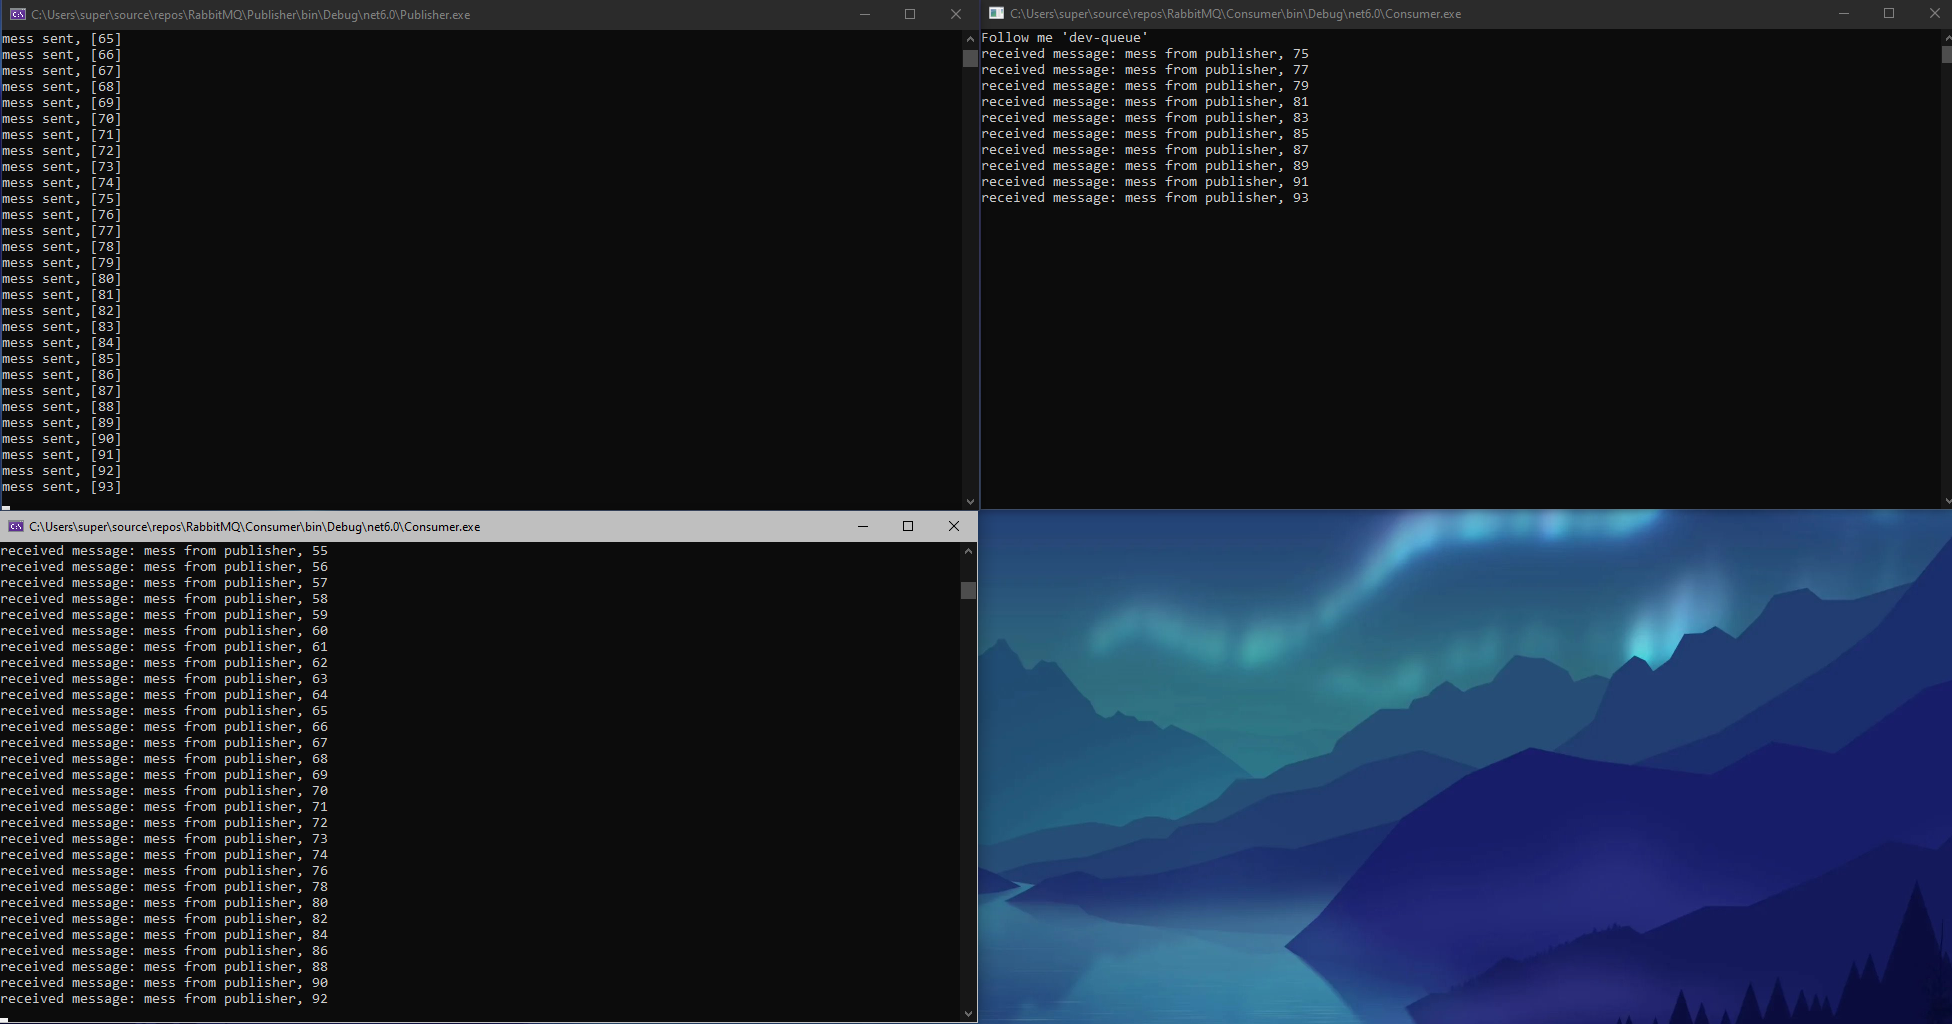 C:\Users\super\source\repos\RabbitMQ\Publisher\bin\Debug\net6.0\Publisher.exe
mess sent, [65]
mess sent, [66]
mess sent, [67]
mess sent, [68]
mess sent, [69]
mess sent, [70]
mess sent, [71]
mess sent, [72]
mess sent, [73]
mess sent, [74]
mess sent, [75]
mess sent, [76]
mess sent, [77]
mess sent, [78]
mess sent, [79]
mess sent, [80]
mess sent, [81]
mess sent, [82]
mess sent, [83]
mess sent, [84]
mess sent, [85]
mess sent, [86]
mess sent, [87]
mess sent, [88]
mess sent, [89]
mess sent, [90]
mess sent, [91]
mess sent, [92]
mess sent, [93]
C:\Users\super\source\repos\RabbitMQ\Consumer\bin\Debug\net6.0\Consumer.exe
Follow me 'dev-queue'
received message: mess from publisher, 75
received message: mess from publisher, 77
received message: mess from publisher, 79
received message: mess from publisher, 81
received message: mess from publisher, 83
received message: mess from publisher, 85
received message: mess from publisher, 87
received message: mess from publisher, 89
received message: mess from publisher, 91
received message: mess from publisher, 93
C:\Users\super\source\repos\RabbitMQ\Consumer\bin\Debug\net6.0\Consumer.exe
received message: mess from publisher, 55
received message: mess from publisher, 56
received message: mess from publisher, 57
received message: mess from publisher, 58
received message: mess from publisher, 59
received message: mess from publisher, 60
received message: mess from publisher, 61
received message: mess from publisher, 62
received message: mess from publisher, 63
received message: mess from publisher, 64
received message: mess from publisher, 65
received message: mess from publisher, 66
received message: mess from publisher, 67
received message: mess from publisher, 68
received message: mess from publisher, 69
received message: mess from publisher, 70
received message: mess from publisher, 71
received message: mess from publisher, 72
received message: mess from publisher, 73
received message: mess from publisher, 74
received message: mess from publisher, 76
received message: mess from publisher, 78
received message: mess from publisher, 80
received message: mess from publisher, 82
received message: mess from publisher, 84
received message: mess from publisher, 86
received message: mess from publisher, 88
received message: mess from publisher, 90
received message: mess from publisher, 92